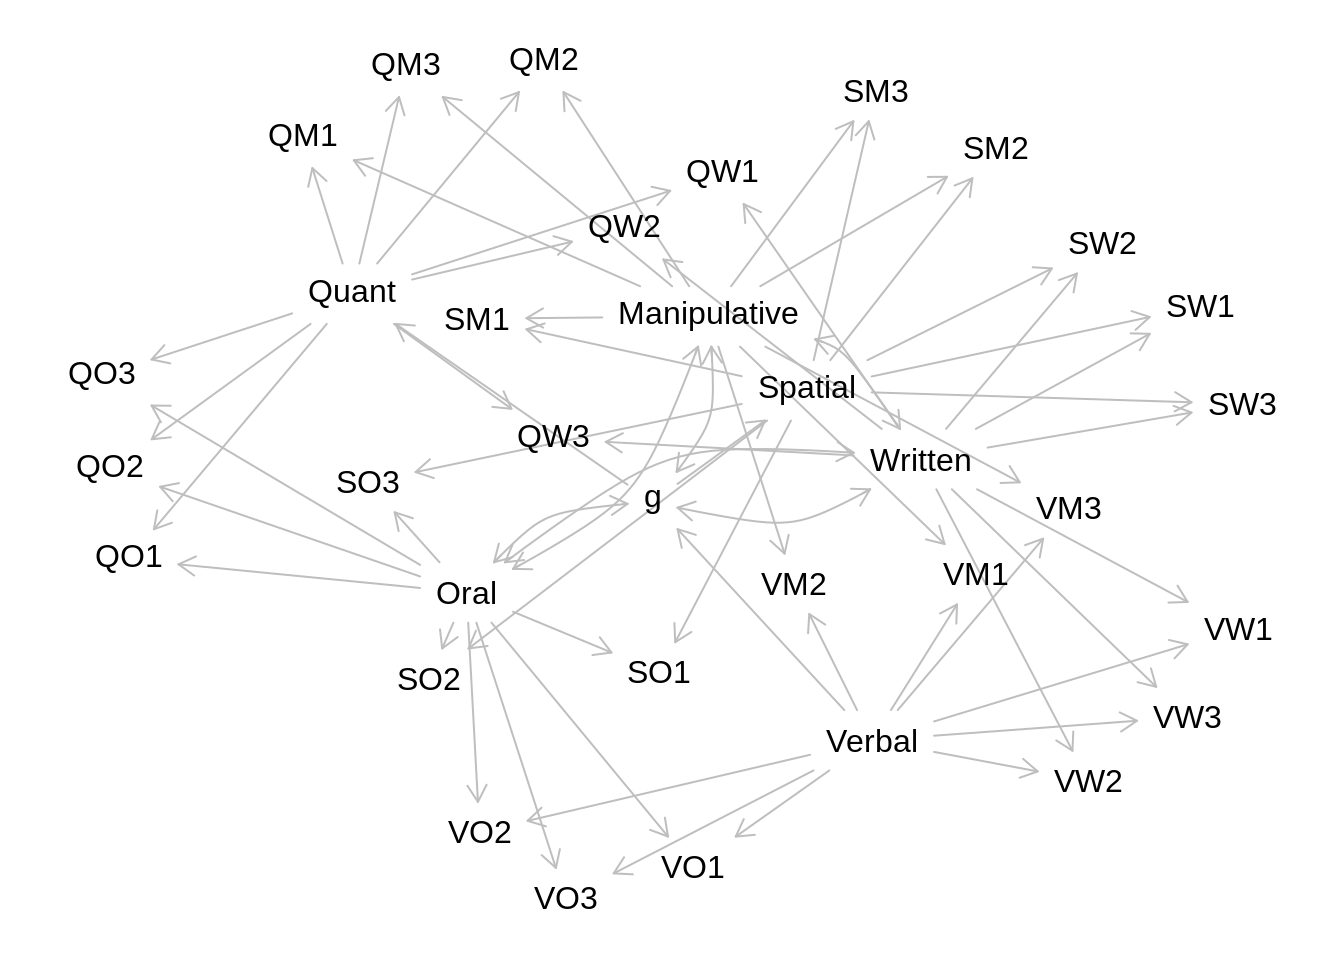 QM2
QM3
SM3
QM1
SM2
QW1
QW2
SW2
Quant
SW1
Manipulative
SM1
QO3
Spatial
SW3
QW3
Written
QO2
SO3
g
VM3
QO1
VM1
VM2
Oral
VW1
SO1
SO2
VW3
Verbal
VW2
VO2
VO1
VO3